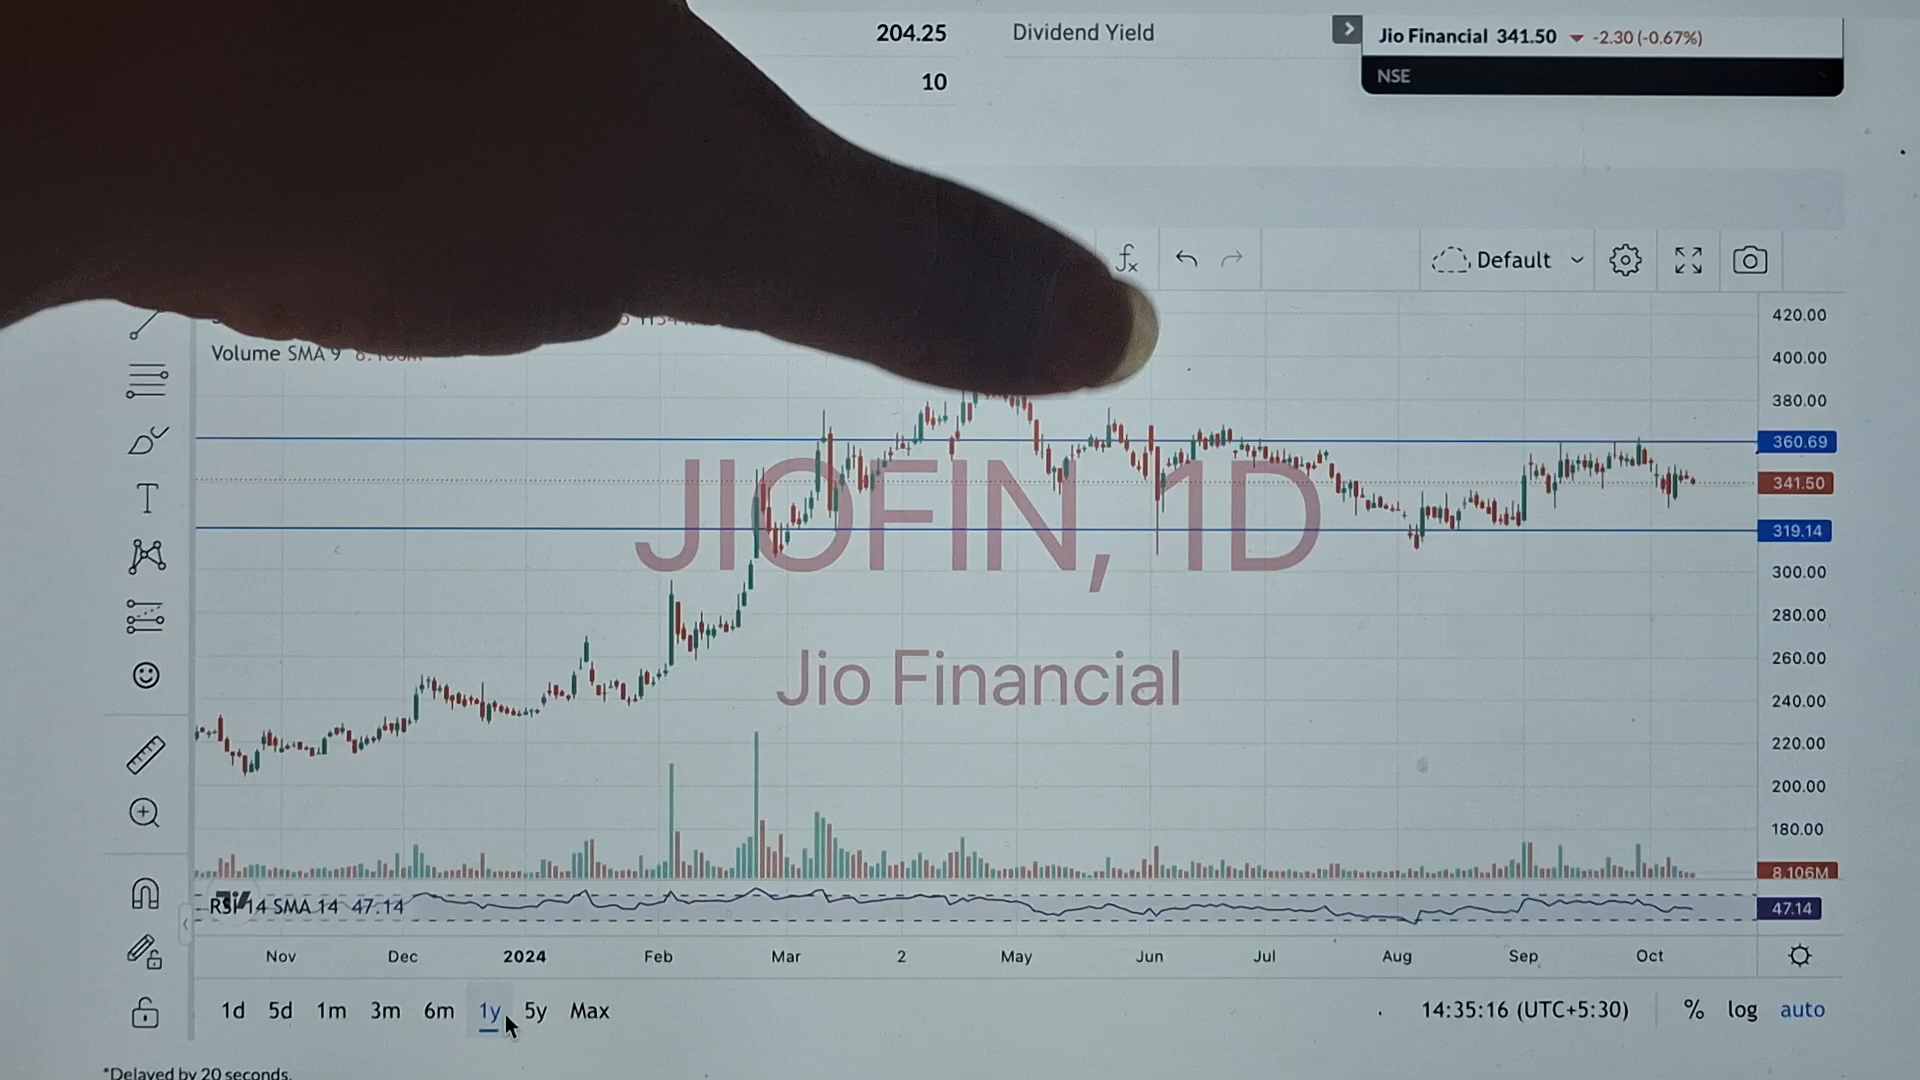 204.25
Dividend Yield
Jio Financial 341.50 -2.30 (-0.67%)
10
NSE
Default
Volume SMA 9
420.00
400.00
380.00
360.69
341.50
319.14
300.00
280.00
260.00
240.00
220.00
200.00
180.00
8.106M
JIOFIN, 1D
Jio Financial
RSI 14 SMA 14 47.14
47.14
Nov Dec 2024 Feb Mar 2 May Jun Jul Aug Sep Oct
1d 5d 1m 3m 6m 1y 5y Max
14:35:16 (UTC+5:30) % log auto
*Delayed by 20 seconds.